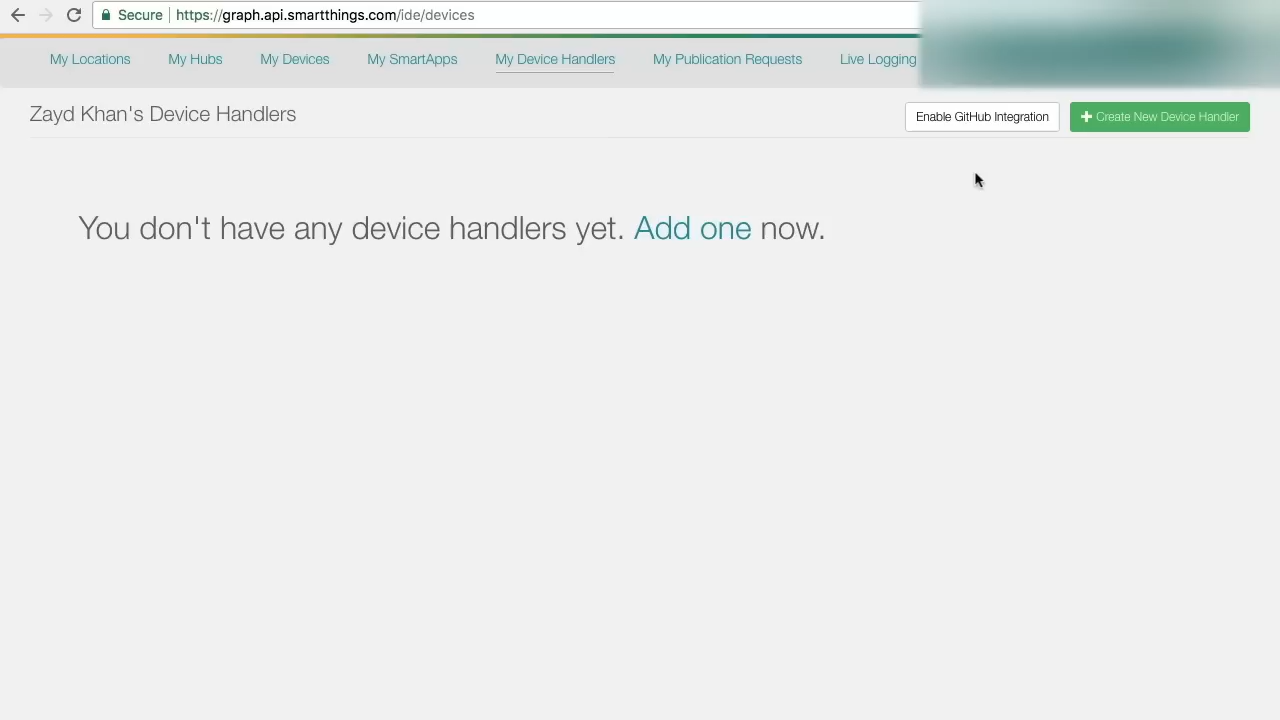 Secure https://graph.api.smartthings.com/ide/devices
My Locations My Hubs My Devices My SmartApps My Device Handlers My Publication Requests Live Logging
Zayd Khan's Device Handlers
Enable GitHub Integration Create New Device Handler
You don't have any device handlers yet. Add one now.